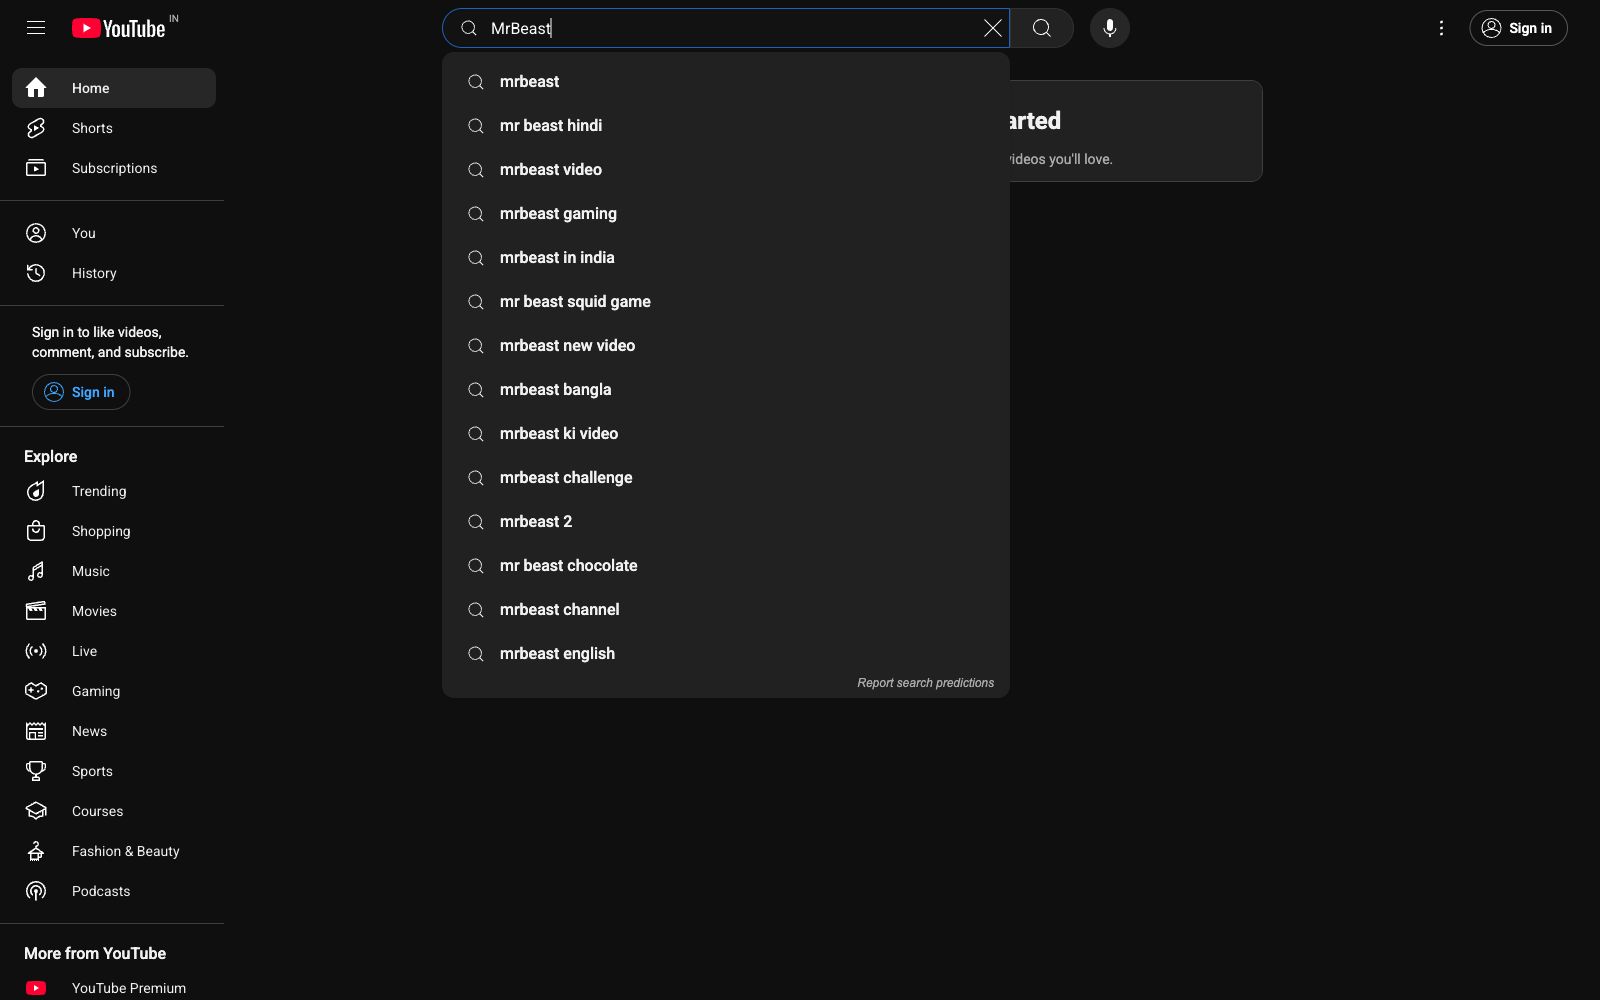 YouTube IN
MrBeast
Sign in
Home
Shorts
Subscriptions
You
History
Sign in to like videos,
comment, and subscribe.
Sign in
Explore
Trending
Shopping
Music
Movies
Live
Gaming
News
Sports
Courses
Fashion & Beauty
Podcasts
More from YouTube
YouTube Premium
mrbeast
mr beast hindi
mrbeast video
mrbeast gaming
mrbeast in india
mr beast squid game
mrbeast new video
mrbeast bangla
mrbeast ki video
mrbeast challenge
mrbeast 2
mr beast chocolate
mrbeast channel
mrbeast english
Report search predictions
arted
videos you'll love.